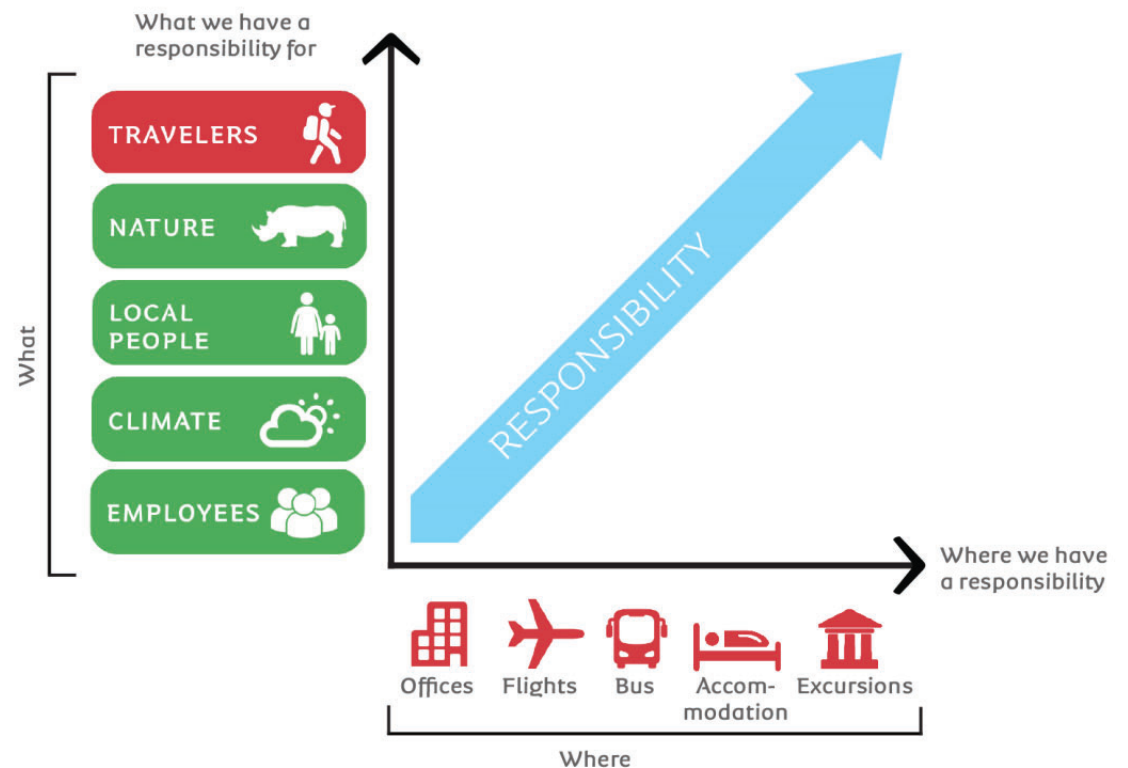 What we have a
responsibility for
TRAVELERS
NATURE
LOCAL
PEOPLE
CLIMATE
EMPLOYEES
What
RESPONSIBILITY
Where we have
a responsibility
Offices
Flights
Bus
Accom-
modation
Excursions
Where